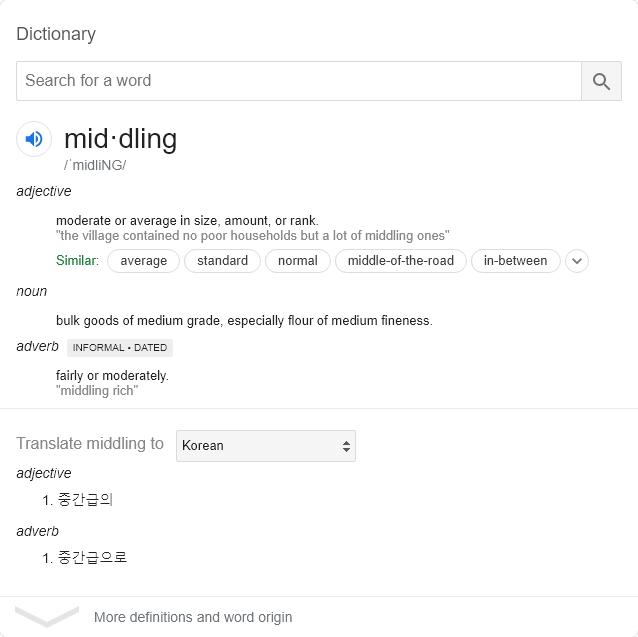 Dictionary
Search for a word
mid·dling
/ˈmidliNG/
adjective
moderate or average in size, amount, or rank.
"the village contained no poor households but a lot of middling ones"
Similar: average standard normal middle-of-the-road in-between
noun
bulk goods of medium grade, especially flour of medium fineness.
adverb INFORMAL • DATED
fairly or moderately.
"middling rich"
Translate middling to Korean
adjective
1. 중간급의
adverb
1. 중간급으로
More definitions and word origin